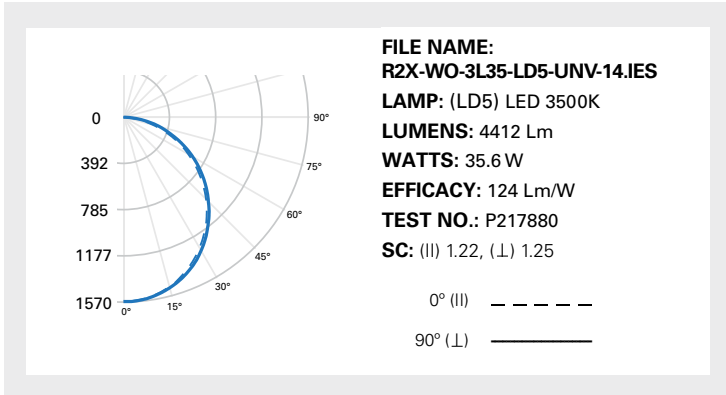 0
392
785
1177
1570
0°
15°
30°
45°
60°
75°
90°
FILE NAME:
R2X-WO-3L35-LD5-UNV-14.IES
LAMP: (LD5) LED 3500K
LUMENS: 4412 Lm
WATTS: 35.6 W
EFFICACY: 124 Lm/W
TEST NO.: P217880
SC: (II) 1.22, (⊥) 1.25
0° (II)
90° (⊥)